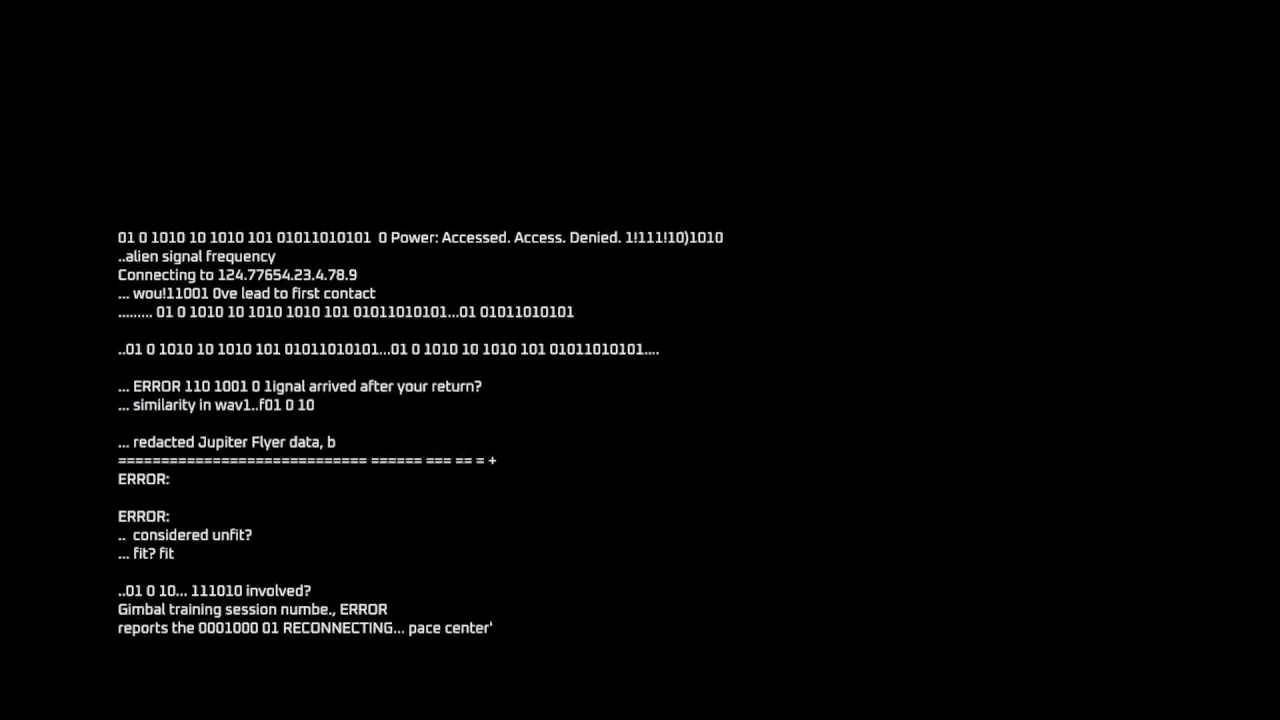 01 0 1010 10 1010 101 01011010101  0 Power: Accessed. Access. Denied. 1!111!10)1010
..alien signal frequency
Connecting to 124.77654.23.4.78.9
... wou!11001 0ve lead to first contact
......... 01 0 1010 10 1010 1010 101 01011010101...01 01011010101
..01 0 1010 10 1010 101 01011010101...01 0 1010 10 1010 101 01011010101....
... ERROR 110 1001 0 1ignal arrived after your return?
... similarity in wav1..f01 0 10
... redacted Jupiter Flyer data, b
============================= ====== === == = +
ERROR:
ERROR:
..  considered unfit?
... fit? fit
..01 0 10... 111010 involved?
Gimbal training session numbe., ERROR
reports the 0001000 01 RECONNECTING... pace center'